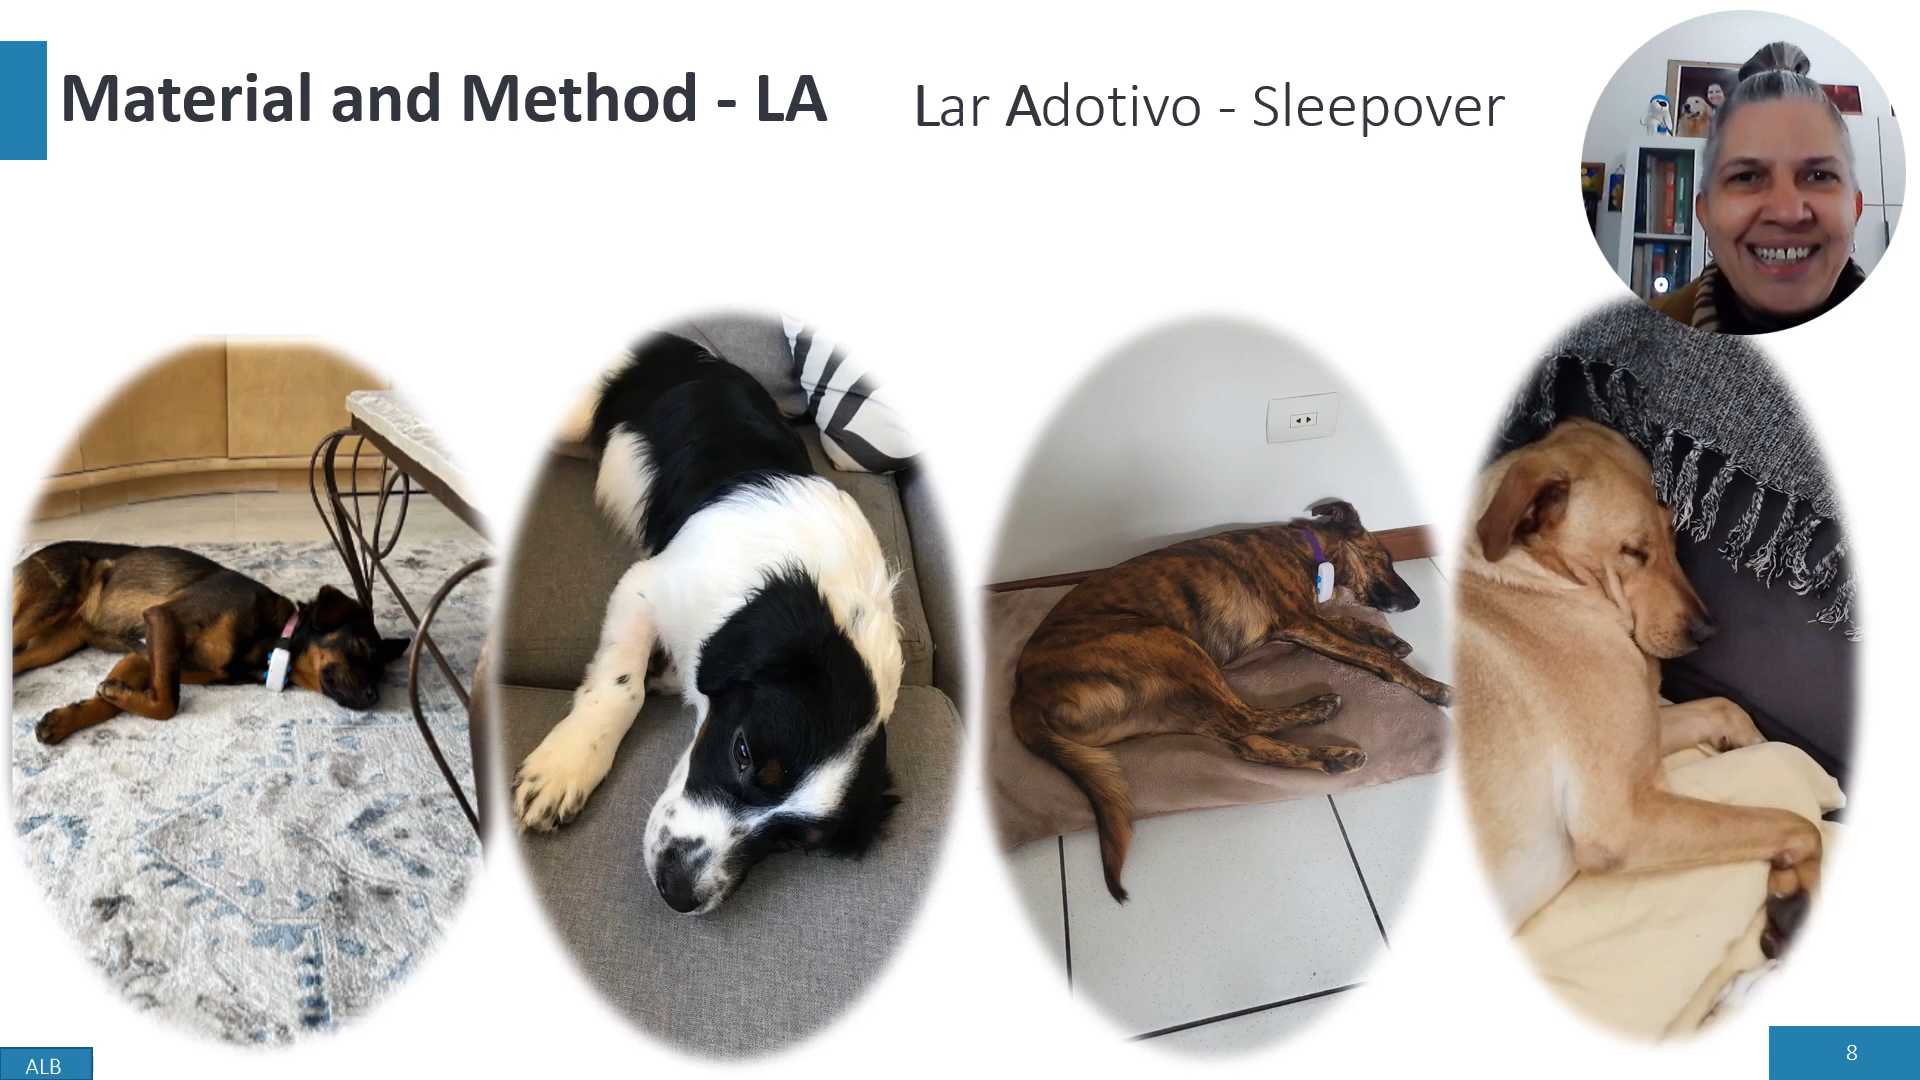 Material and Method - LA
Lar Adotivo - Sleepover
ALB
8